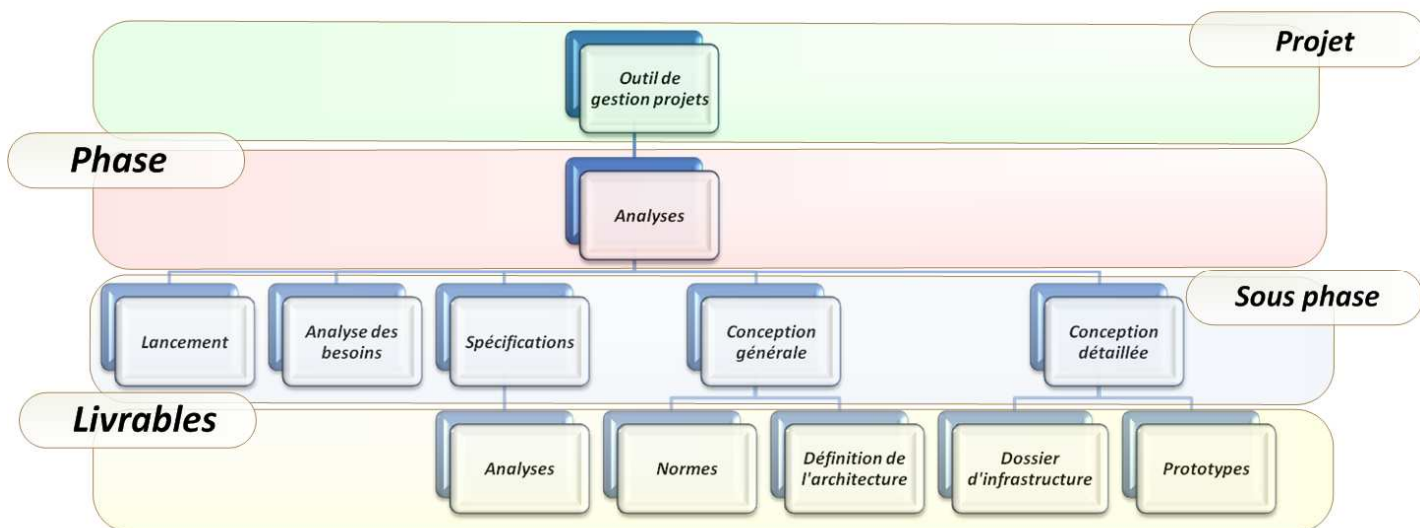 Projet
Outil de
gestion projets
Phase
Analyses
Sous phase
Lancement
Analyse des
besoins
Spécifications
Conception
générale
Conception
détaillée
Livrables
Analyses
Normes
Définition de
l'architecture
Dossier
d'infrastructure
Prototypes